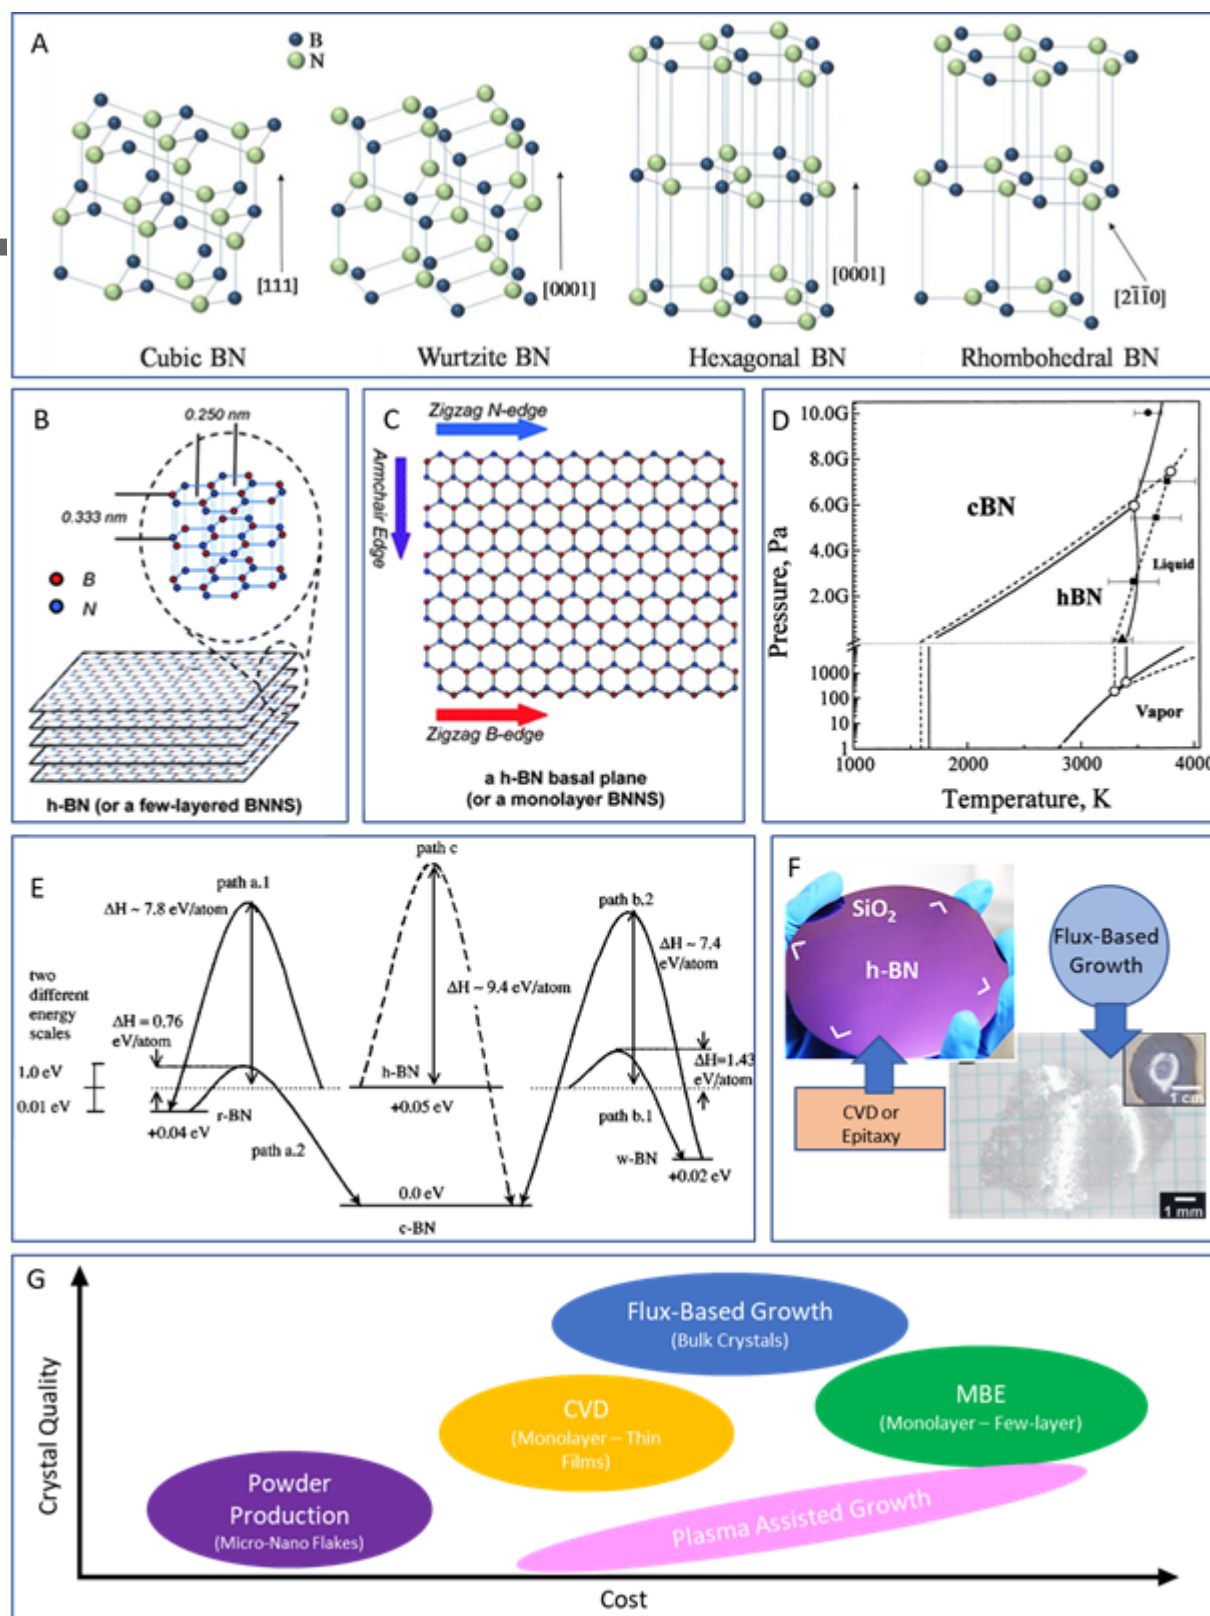 A
B
N
[111]
[0001]
[0001]
[21̅1̅0]
Cubic BN
Wurtzite BN
Hexagonal BN
Rhombohedral BN
B
0.250 nm
0.333 nm
B
N
h-BN (or a few-layered BNNS)
C
Zigzag N-edge
Armchair Edge
Zigzag B-edge
a h-BN basal plane
(or a monolayer BNNS)
D
Pressure, Pa
10.0G
8.0G
6.0G
4.0G
2.0G
1000
100
10
1
cBN
hBN
Liquid
Vapor
1000
2000
3000
4000
Temperature, K
E
path a.1
path c
path b.2
ΔH ~ 7.8 eV/atom
ΔH ~ 7.4
eV/atom
two
different
energy
scales
ΔH = 0.76
eV/atom
ΔH ~ 9.4 eV/atom
ΔH=1.43
eV/atom
1.0 eV
0.01 eV
h-BN
+0.05 eV
r-BN
+0.04 eV
path a.2
path b.1
w-BN
+0.02 eV
0.0 eV
c-BN
F
SiO₂
h-BN
CVD or
Epitaxy
Flux-Based
Growth
1 cm
1 mm
G
Crystal Quality
Flux-Based Growth
(Bulk Crystals)
CVD
(Monolayer – Thin
Films)
MBE
(Monolayer – Few-layer)
Powder
Production
(Micro-Nano Flakes)
Plasma Assisted Growth
Cost